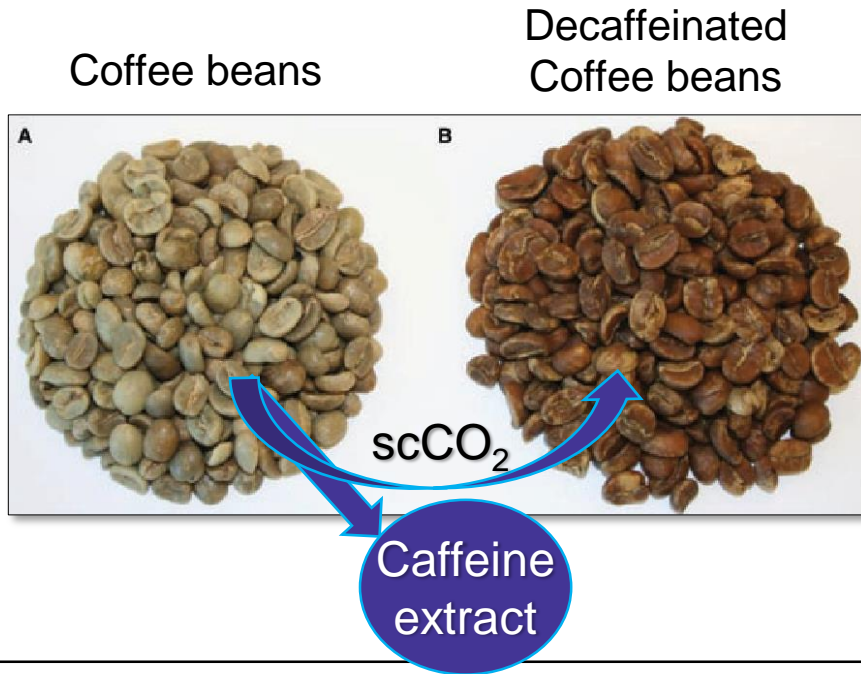 Coffee beans
Decaffeinated
Coffee beans
A
B
scCO₂
Caffeine
extract